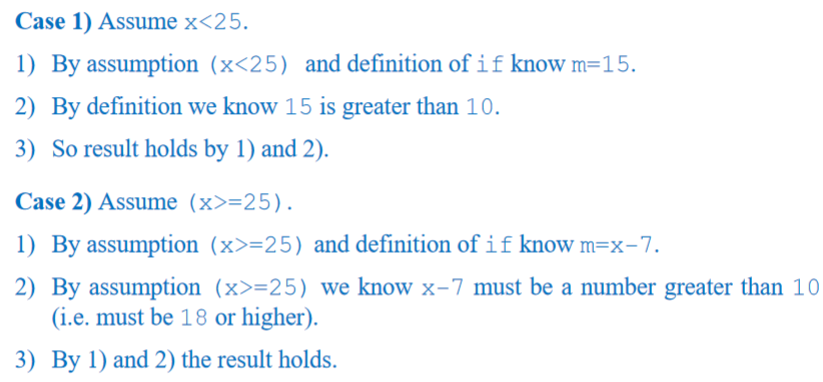 Case 1) Assume x<25.
1) By assumption (x<25) and definition of if know m=15.
2) By definition we know 15 is greater than 10.
3) So result holds by 1) and 2).
Case 2) Assume (x>=25).
1) By assumption (x>=25) and definition of if know m=x-7.
2) By assumption (x>=25) we know x-7 must be a number greater than 10
(i.e. must be 18 or higher).
3) By 1) and 2) the result holds.